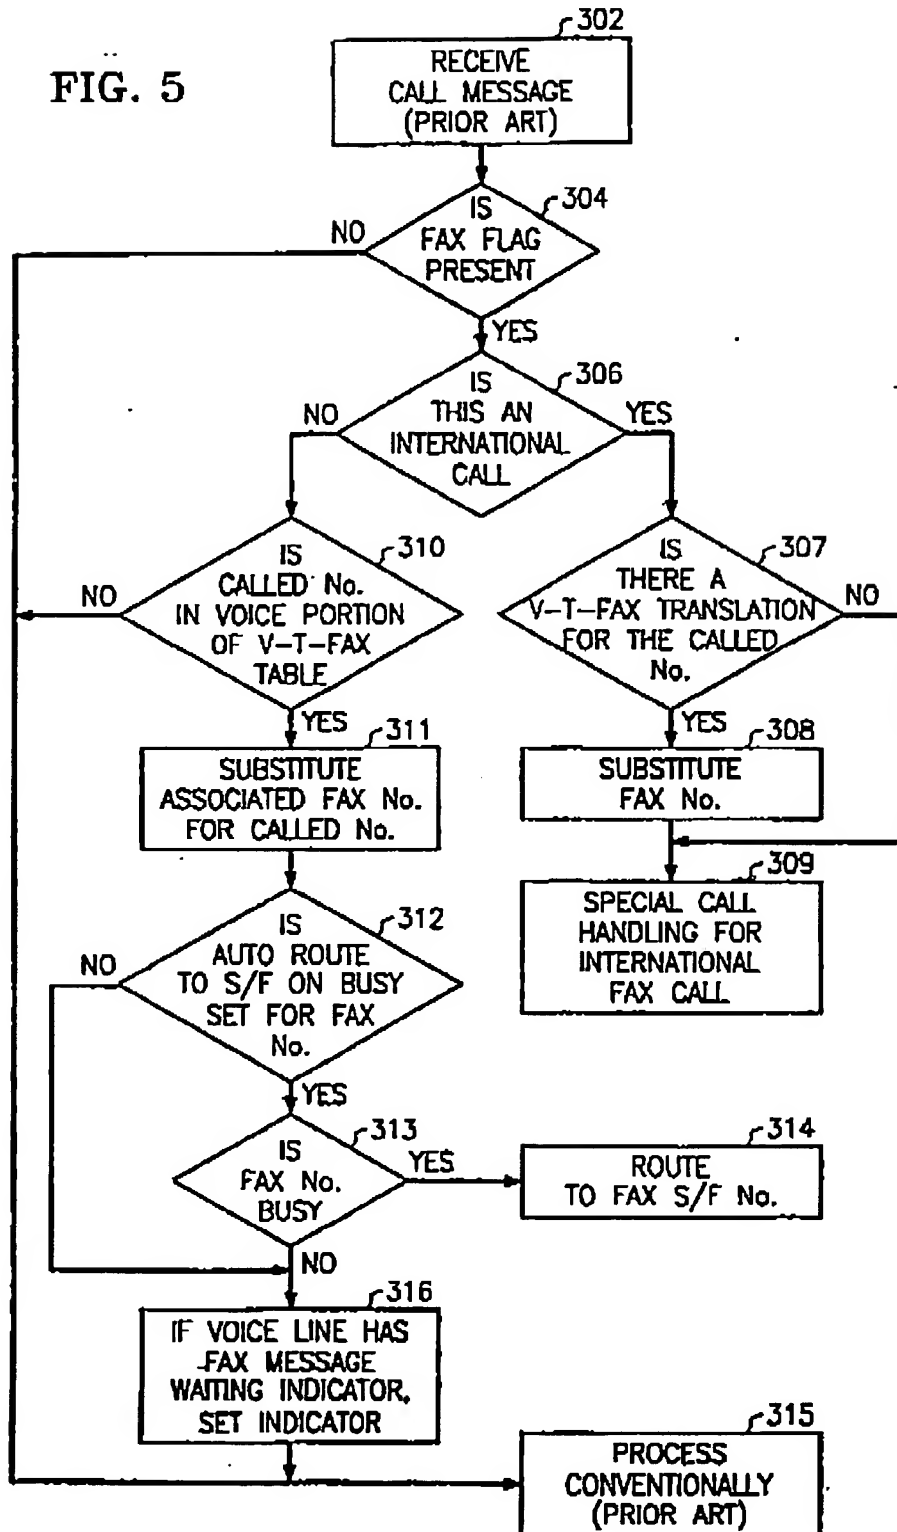 FIG. 5
302
RECEIVE
CALL MESSAGE
(PRIOR ART)
304
IS
FAX FLAG
PRESENT
NO
YES
306
IS
THIS AN
INTERNATIONAL
CALL
NO
YES
310
IS
CALLED No.
IN VOICE PORTION
OF V-T-FAX
TABLE
NO
YES
307
IS
THERE A
V-T-FAX TRANSLATION
FOR THE CALLED
No.
NO
YES
311
SUBSTITUTE
ASSOCIATED FAX No.
FOR CALLED No.
308
SUBSTITUTE
FAX No.
309
SPECIAL CALL
HANDLING FOR
INTERNATIONAL
FAX CALL
312
IS
AUTO ROUTE
TO S/F ON BUSY
SET FOR FAX
No.
NO
YES
313
IS
FAX No.
BUSY
YES
NO
314
ROUTE
TO FAX S/F No.
316
IF VOICE LINE HAS
FAX MESSAGE
WAITING INDICATOR,
SET INDICATOR
315
PROCESS
CONVENTIONALLY
(PRIOR ART)